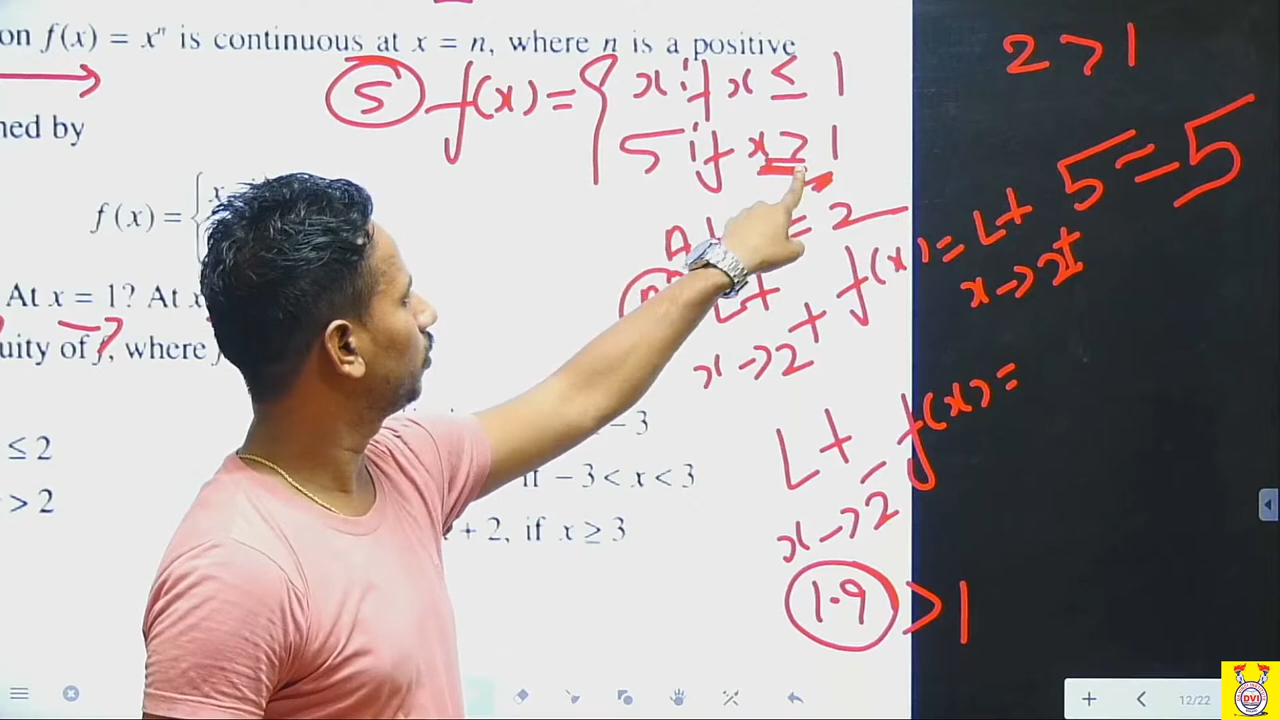 on f(x) = xⁿ is continuous at x = n, where n is a positive
2 > 1
5 f(x) = { x if x ≤ 1
5 if x ≥ 1
ned by
f(x) = {
At x = 2
Lt x→2⁺ f(x) = Lt x→2⁺ 5 = 5
At x = 1? At x
uity of f, where
Lt x→2⁻ f(x) =
− 3
≤ 2
if − 3 < x < 3
> 2
+ 2, if x ≥ 3
1.9 > 1
12/22
DVI